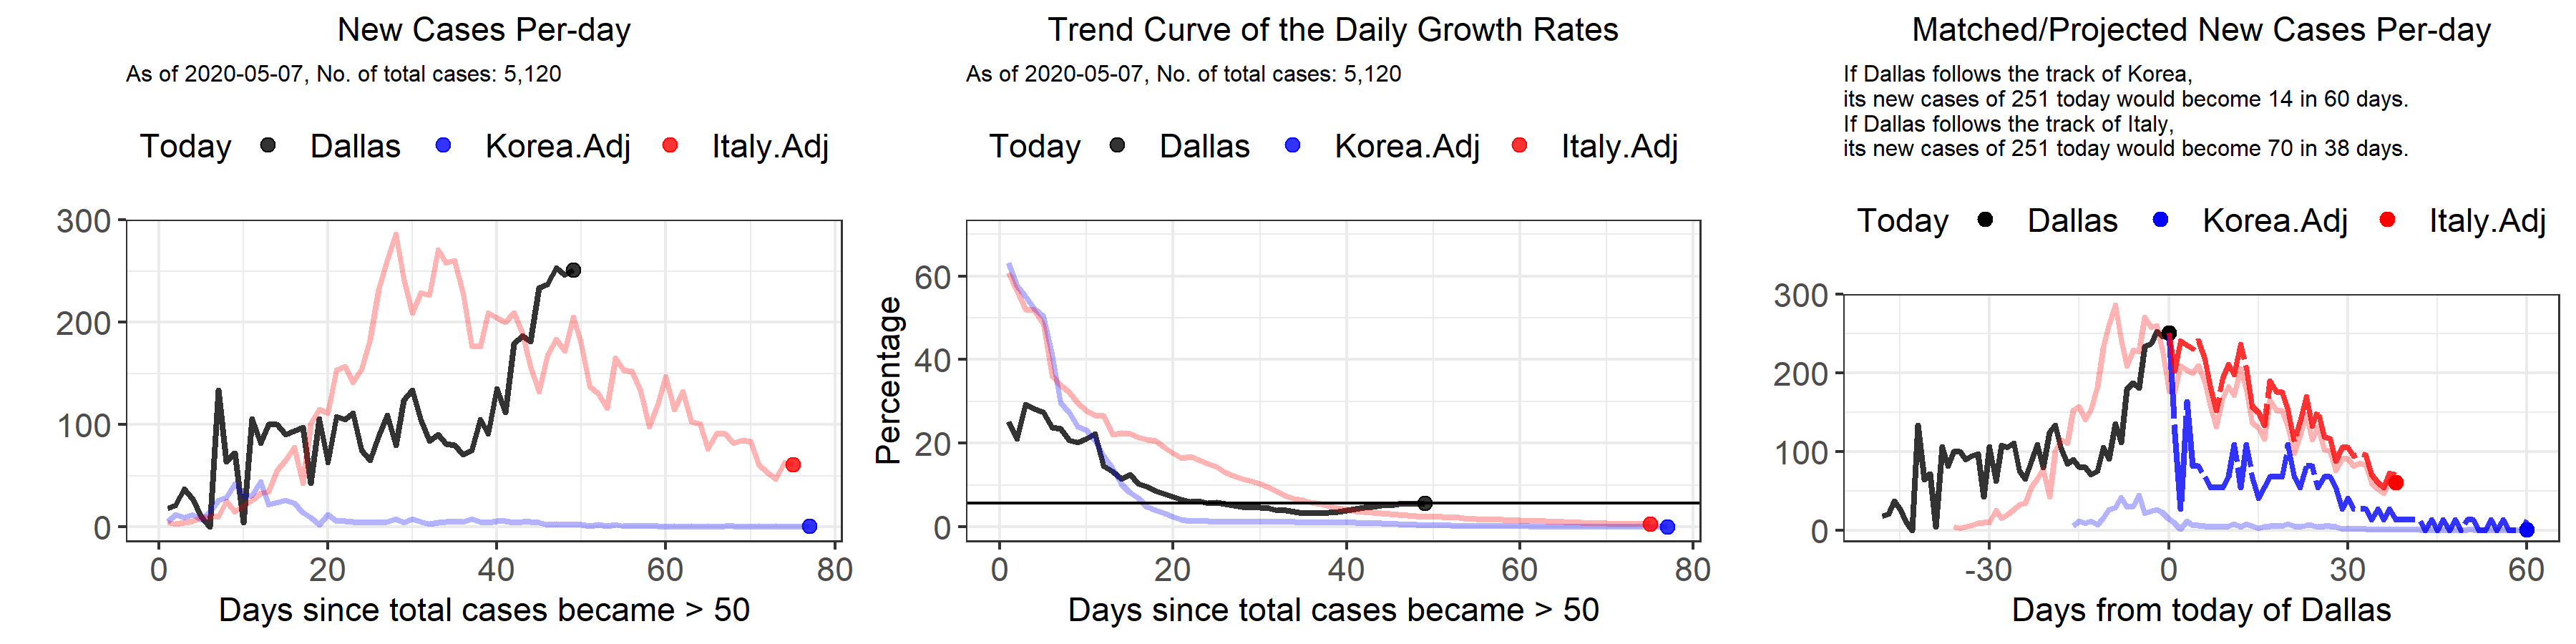 New Cases Per-day
As of 2020-05-07, No. of total cases: 5,120
Today Dallas Korea.Adj Italy.Adj
300
200
100
0
0 20 40 60 80
Days since total cases became > 50
Trend Curve of the Daily Growth Rates
As of 2020-05-07, No. of total cases: 5,120
Today Dallas Korea.Adj Italy.Adj
Percentage
60
40
20
0
0 20 40 60 80
Days since total cases became > 50
Matched/Projected New Cases Per-day
If Dallas follows the track of Korea,
its new cases of 251 today would become 14 in 60 days.
If Dallas follows the track of Italy,
its new cases of 251 today would become 70 in 38 days.
Today Dallas Korea.Adj Italy.Adj
300
200
100
0
-30 0 30 60
Days from today of Dallas